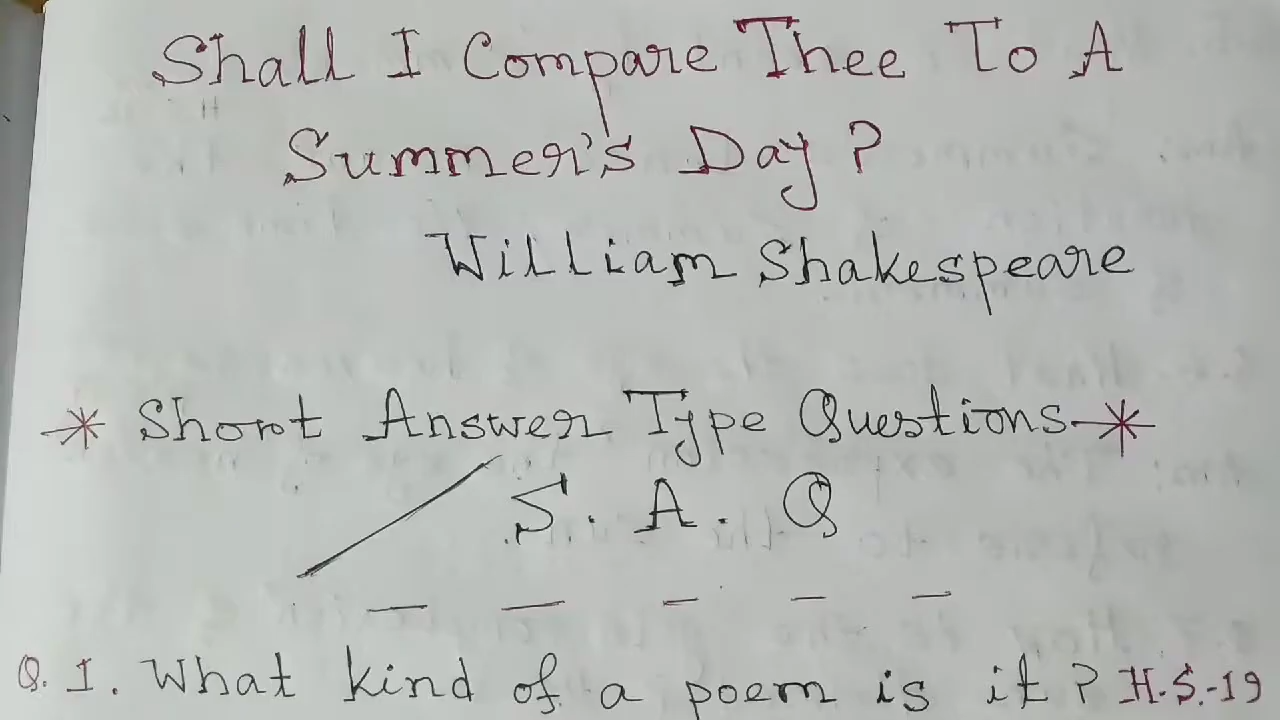 Shall I Compare Thee To A
Summer's Day?
William Shakespeare
* Short Answer Type Questions *
S. A. Q
Q. 1. What kind of a poem is it? H.S.-19